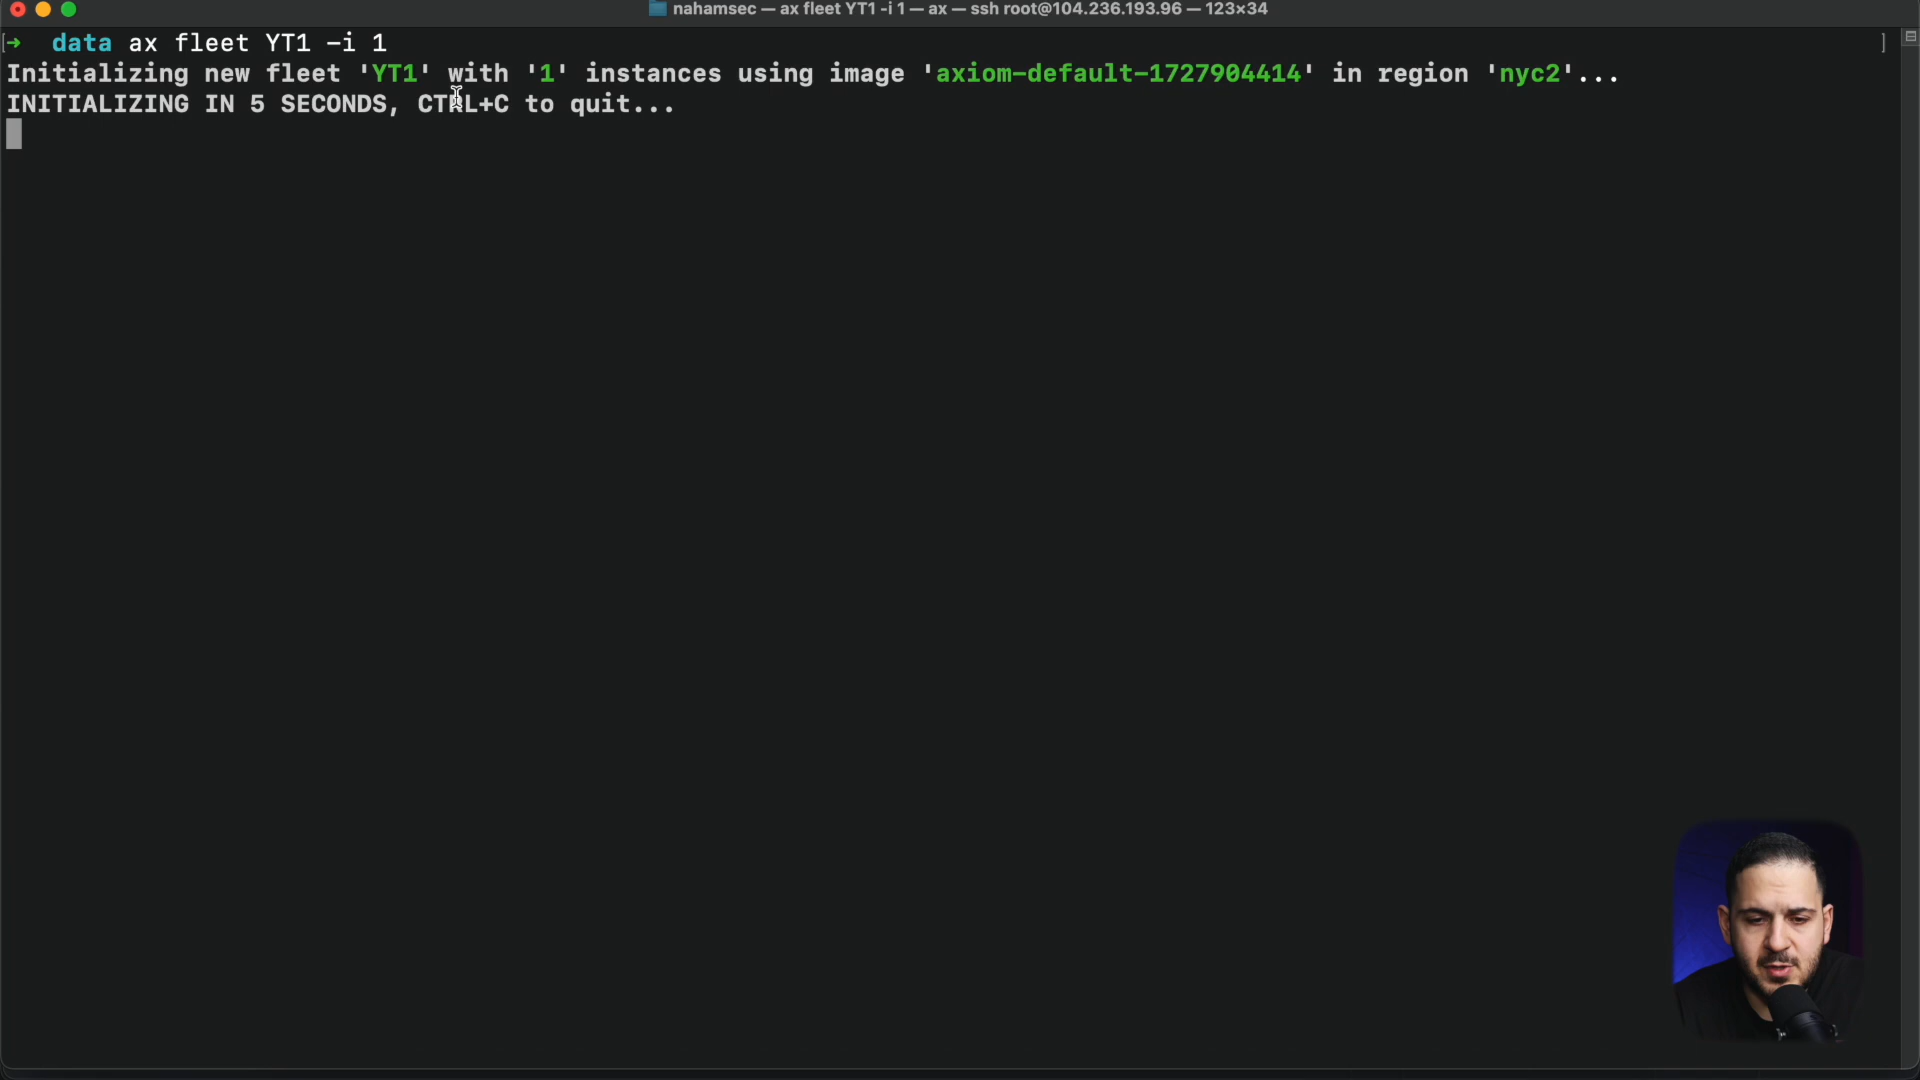 nahamsec — ax fleet YT1 -i 1 — ax — ssh root@104.236.193.96 — 123×34
[➜  data ax fleet YT1 -i 1 ]
Initializing new fleet 'YT1' with '1' instances using image 'axiom-default-1727904414' in region 'nyc2'...
INITIALIZING IN 5 SECONDS, CTRL+C to quit...